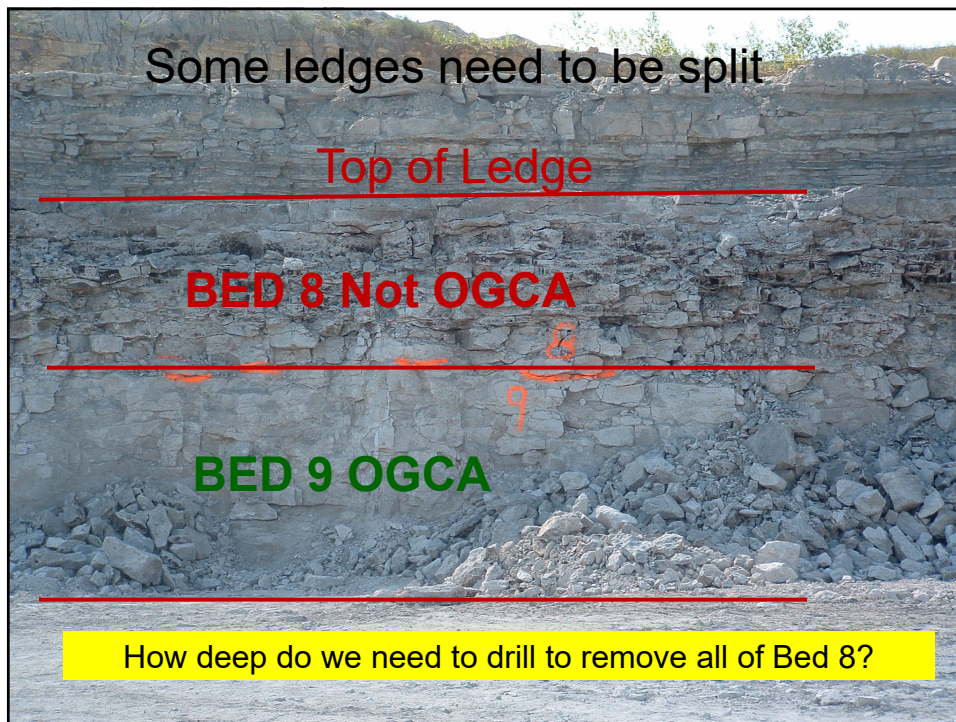 Some ledges need to be split
Top of Ledge
BED 8 Not OGCA
8
9
BED 9 OGCA
How deep do we need to drill to remove all of Bed 8?